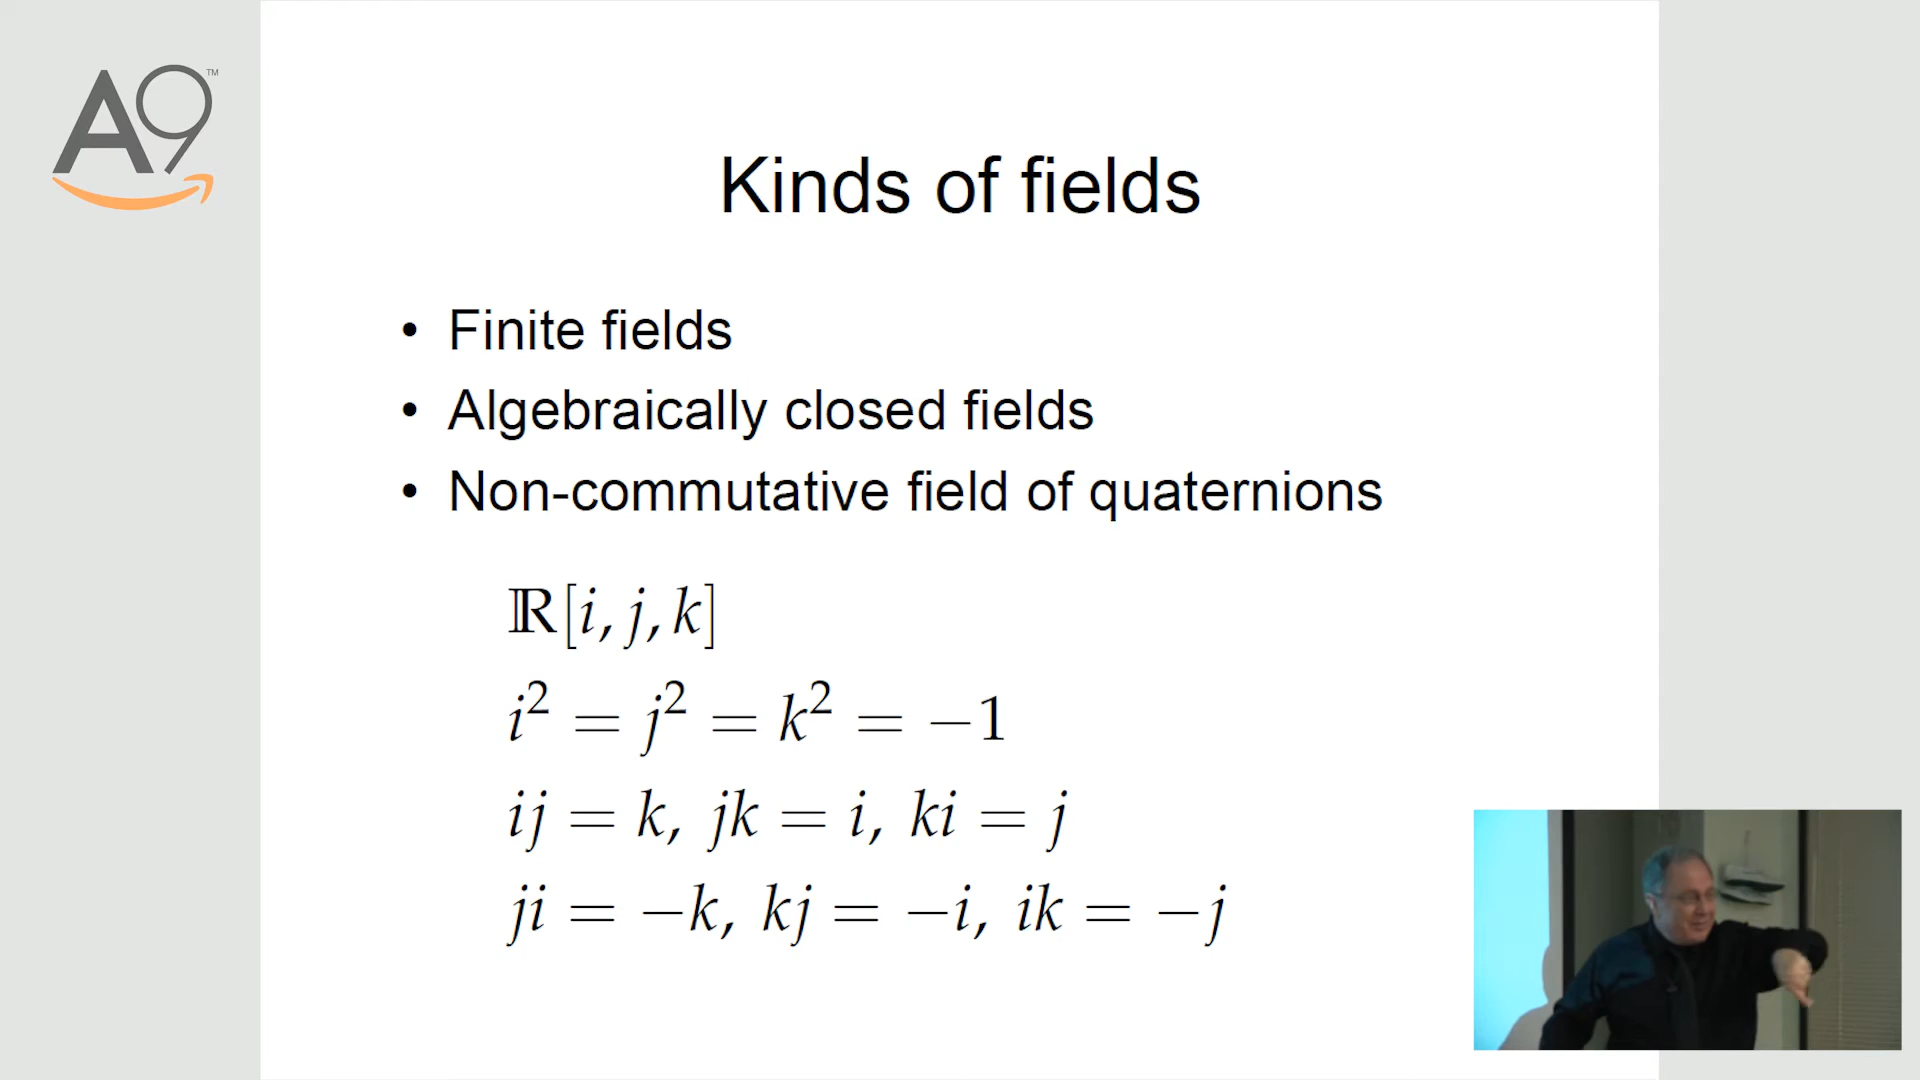 A9™
Kinds of fields
• Finite fields
• Algebraically closed fields
• Non-commutative field of quaternions
ℝ[i, j, k]
i² = j² = k² = −1
ij = k, jk = i, ki = j
ji = −k, kj = −i, ik = −j